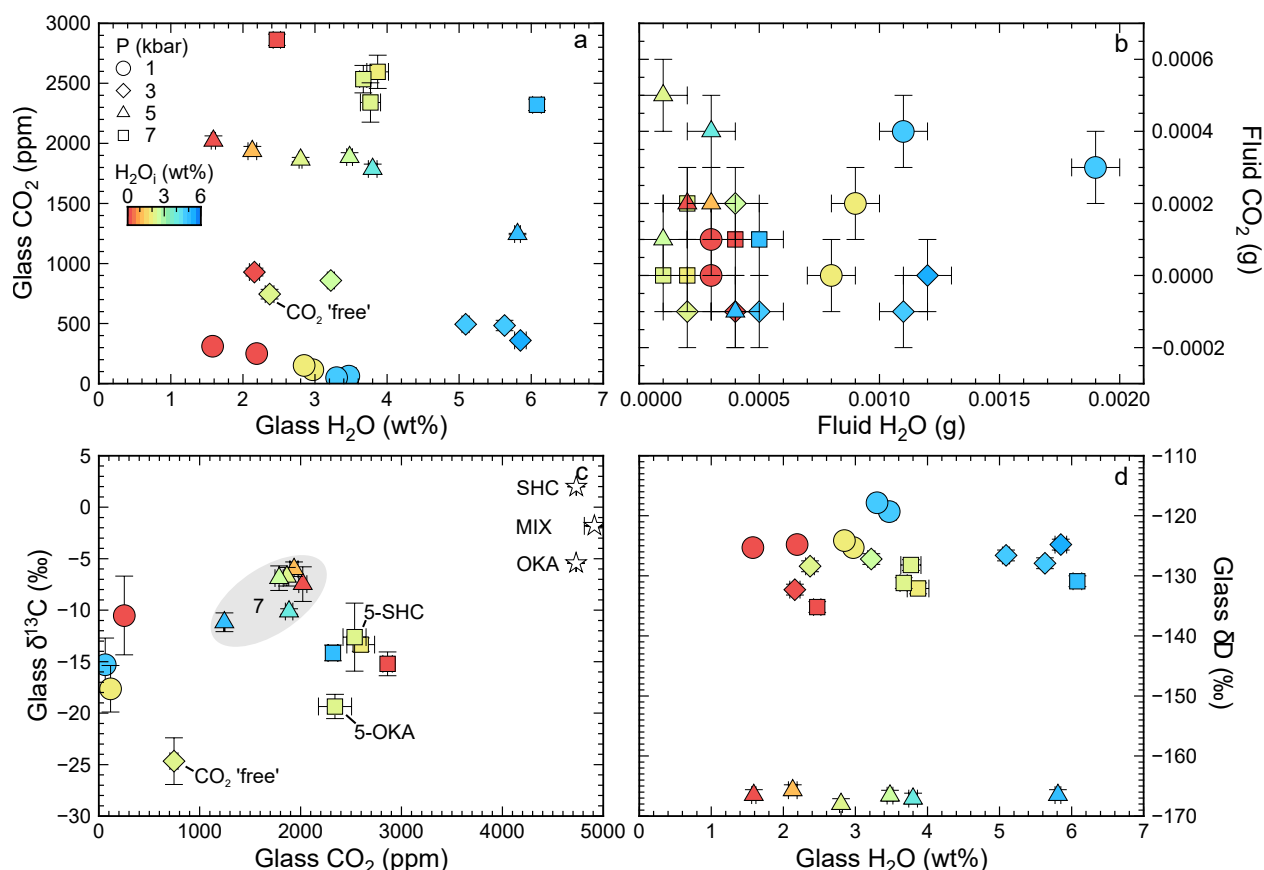 3000
2500
2000
1500
1000
500
0
Glass CO₂ (ppm)
P (kbar)
1
3
5
7
H₂Oᵢ (wt%)
0 3 6
a
CO₂ 'free'
0 1 2 3 4 5 6 7
Glass H₂O (wt%)
b
0.0006
0.0004
0.0002
0.0000
−0.0002
Fluid CO₂ (g)
0.0000 0.0005 0.0010 0.0015 0.0020
Fluid H₂O (g)
5
0
−5
−10
−15
−20
−25
−30
Glass δ¹³C (‰)
c
SHC
MIX
OKA
7
5-SHC
5-OKA
CO₂ 'free'
0 1000 2000 3000 4000 5000
Glass CO₂ (ppm)
d
−110
−120
−130
−140
−150
−160
−170
Glass δD (‰)
0 1 2 3 4 5 6 7
Glass H₂O (wt%)